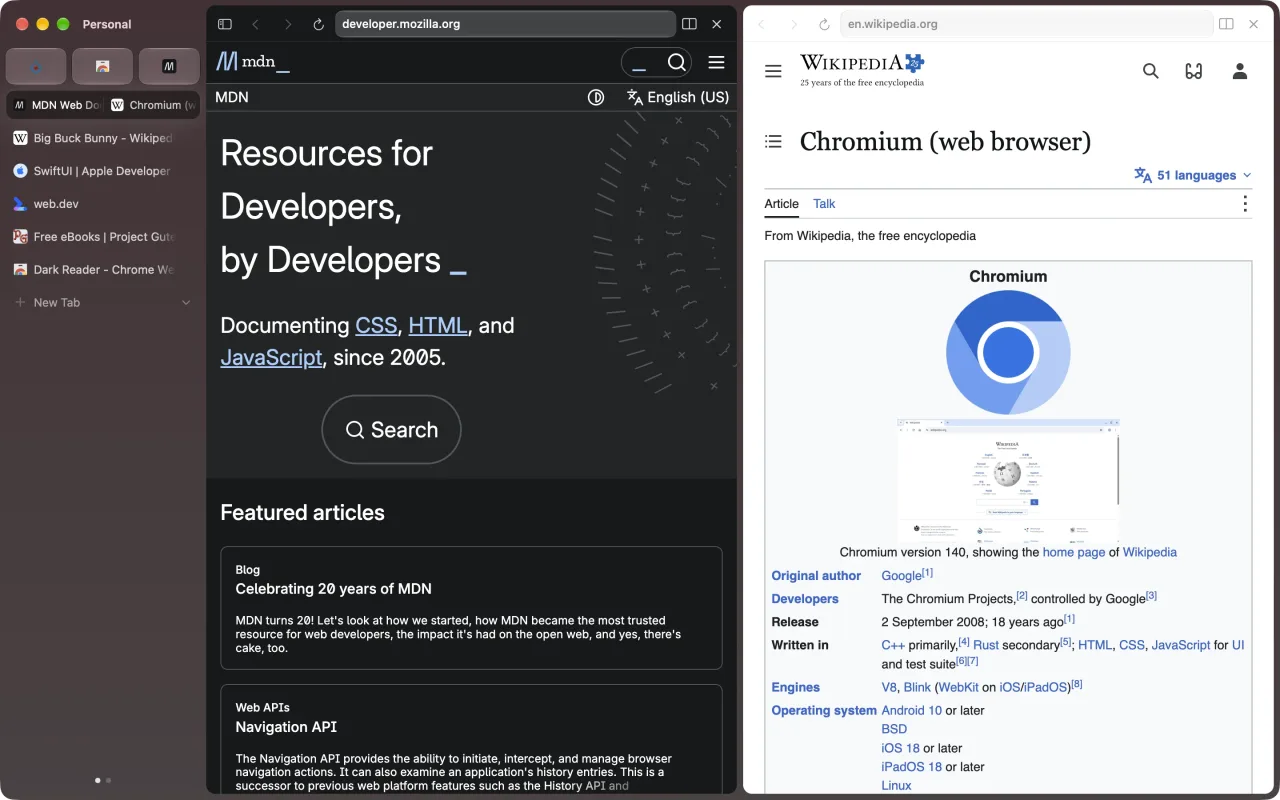 Personal
MDN Web Do
Chromium (w
Big Buck Bunny - Wikiped
SwiftUI | Apple Developer
web.dev
Free eBooks | Project Gute
Dark Reader - Chrome We
New Tab
developer.mozilla.org
mdn_
MDN
English (US)
Resources for
Developers,
by Developers _
Documenting CSS, HTML, and
JavaScript, since 2005.
Search
Featured articles
Blog
Celebrating 20 years of MDN
MDN turns 20! Let's look at how we started, how MDN became the most trusted
resource for web developers, the impact it's had on the open web, and yes, there's
cake, too.
Web APIs
Navigation API
The Navigation API provides the ability to initiate, intercept, and manage browser
navigation actions. It can also examine an application's history entries. This is a
successor to previous web platform features such as the History API and
en.wikipedia.org
WIKIPEDIA
25 years of the free encyclopedia
Chromium (web browser)
51 languages
Article
Talk
From Wikipedia, the free encyclopedia
Chromium
Chromium version 140, showing the home page of Wikipedia
Original author Google[1]
Developers The Chromium Projects,[2] controlled by Google[3]
Release 2 September 2008; 18 years ago[1]
Written in C++ primarily,[4] Rust secondary[5]; HTML, CSS, JavaScript for UI
and test suite[6][7]
Engines V8, Blink (WebKit on iOS/iPadOS)[8]
Operating system Android 10 or later
BSD
iOS 18 or later
iPadOS 18 or later
Linux